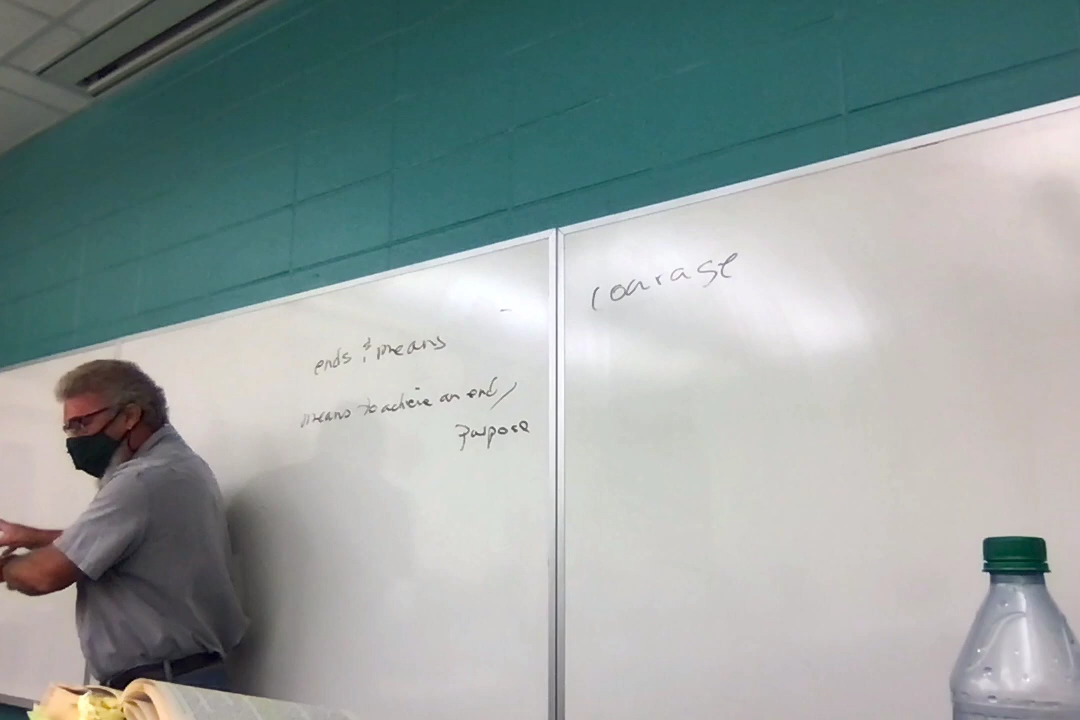 ends & means
means to achieve an end/
purpose
courage